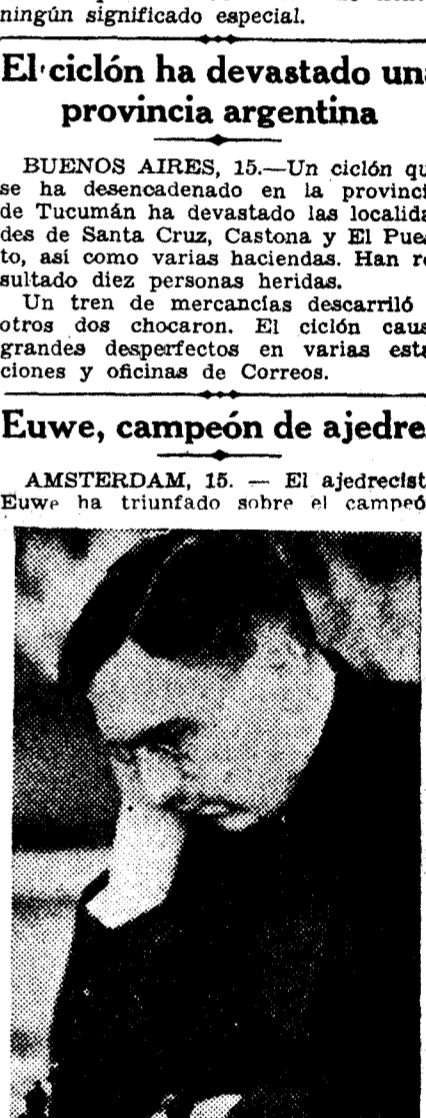 ningún significado especial.
El ciclón ha devastado una
provincia argentina
BUENOS AIRES, 15.—Un ciclón qu
se ha desencadenado en la provinci
de Tucumán ha devastado las localida
des de Santa Cruz, Castona y El Pues
to, así como varias haciendas. Han re
sultado diez personas heridas.
Un tren de mercancías descarriló
otros dos chocaron. El ciclón caus
grandes desperfectos en varias esta
ciones y oficinas de Correos.
Euwe, campeón de ajedre
AMSTERDAM, 15. — El ajedrecist
Euwe ha triunfado sobre el campeó